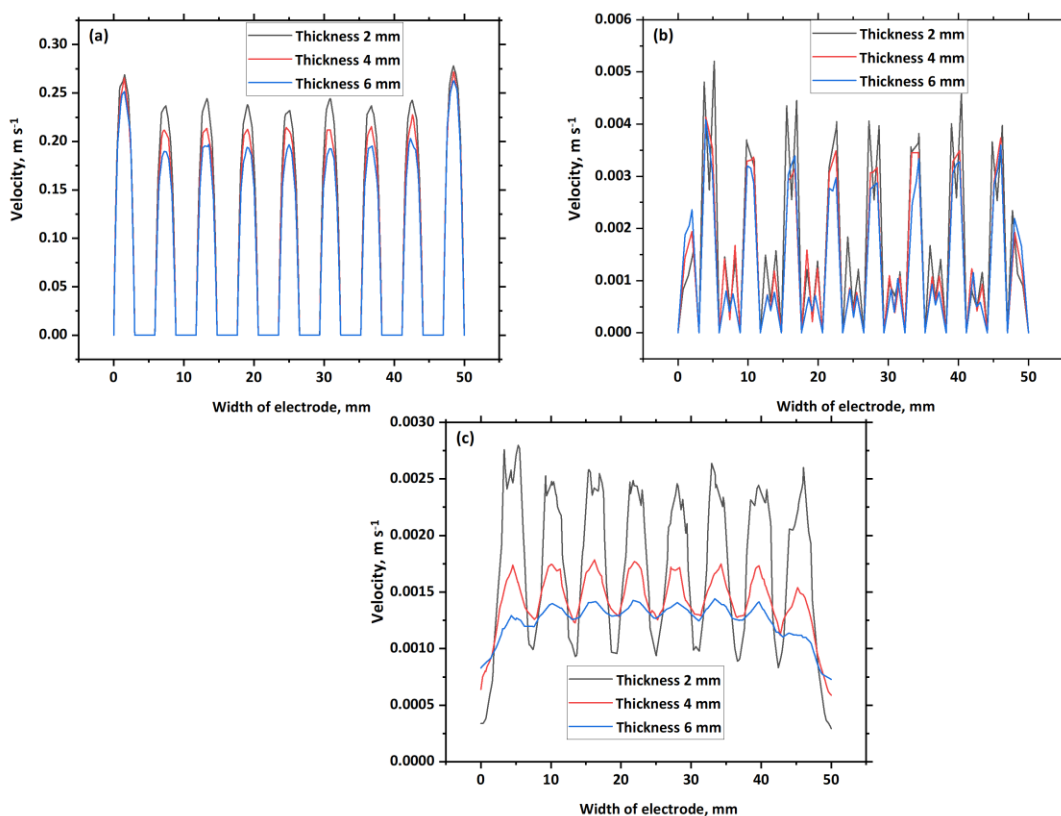 (a)
Thickness 2 mm
Thickness 4 mm
Thickness 6 mm
Velocity, m s-1
0.30
0.25
0.20
0.15
0.10
0.05
0.00
0 10 20 30 40 50
Width of electrode, mm
(b)
Thickness 2 mm
Thickness 4 mm
Thickness 6 mm
Velocity, m s-1
0.006
0.005
0.004
0.003
0.002
0.001
0.000
0 10 20 30 40 50
Width of electrode, mm
(c)
Velocity, m s-1
0.0030
0.0025
0.0020
0.0015
0.0010
0.0005
0.0000
Thickness 2 mm
Thickness 4 mm
Thickness 6 mm
0 10 20 30 40 50
Width of electrode, mm